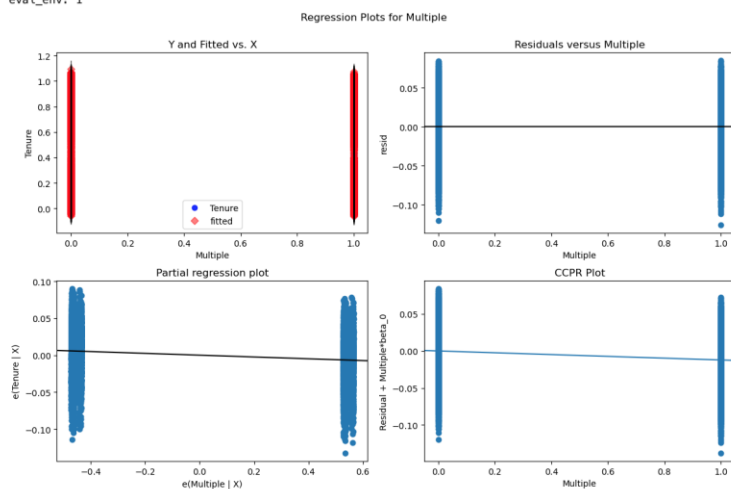 eval_env: 1
Regression Plots for Multiple
Y and Fitted vs. X
Residuals versus Multiple
1.2
1.0
0.8
0.6
0.4
0.2
0.0
Tenure
Tenure
fitted
0.0 0.2 0.4 0.6 0.8 1.0
Multiple
0.05
0.00
-0.05
-0.10
resid
0.0 0.2 0.4 0.6 0.8 1.0
Multiple
Partial regression plot
CCPR Plot
0.10
0.05
0.00
-0.05
-0.10
e(Tenure | X)
-0.4 -0.2 0.0 0.2 0.4 0.6
e(Multiple | X)
0.05
0.00
-0.05
-0.10
Residual + Multiple*beta_0
0.0 0.2 0.4 0.6 0.8 1.0
Multiple